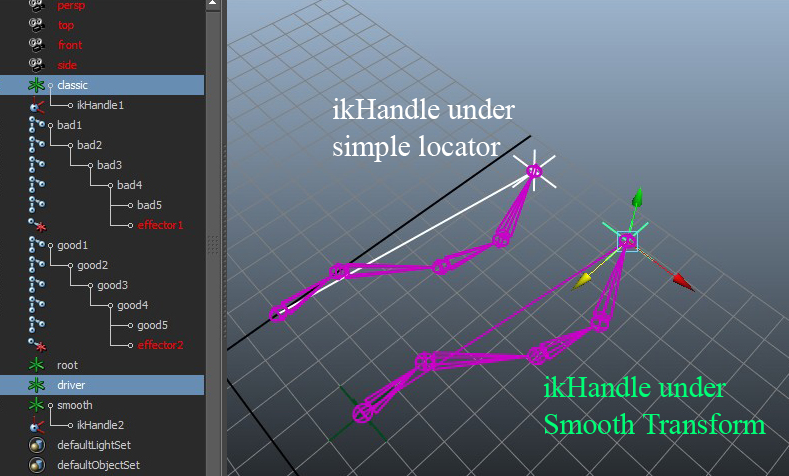 persp
top
front
side
classic
ikHandle1
bad1
bad2
bad3
bad4
bad5
effector1
good1
good2
good3
good4
good5
effector2
root
driver
smooth
ikHandle2
defaultLightSet
defaultObjectSet
ikHandle under
simple locator
ikHandle under
Smooth Transform